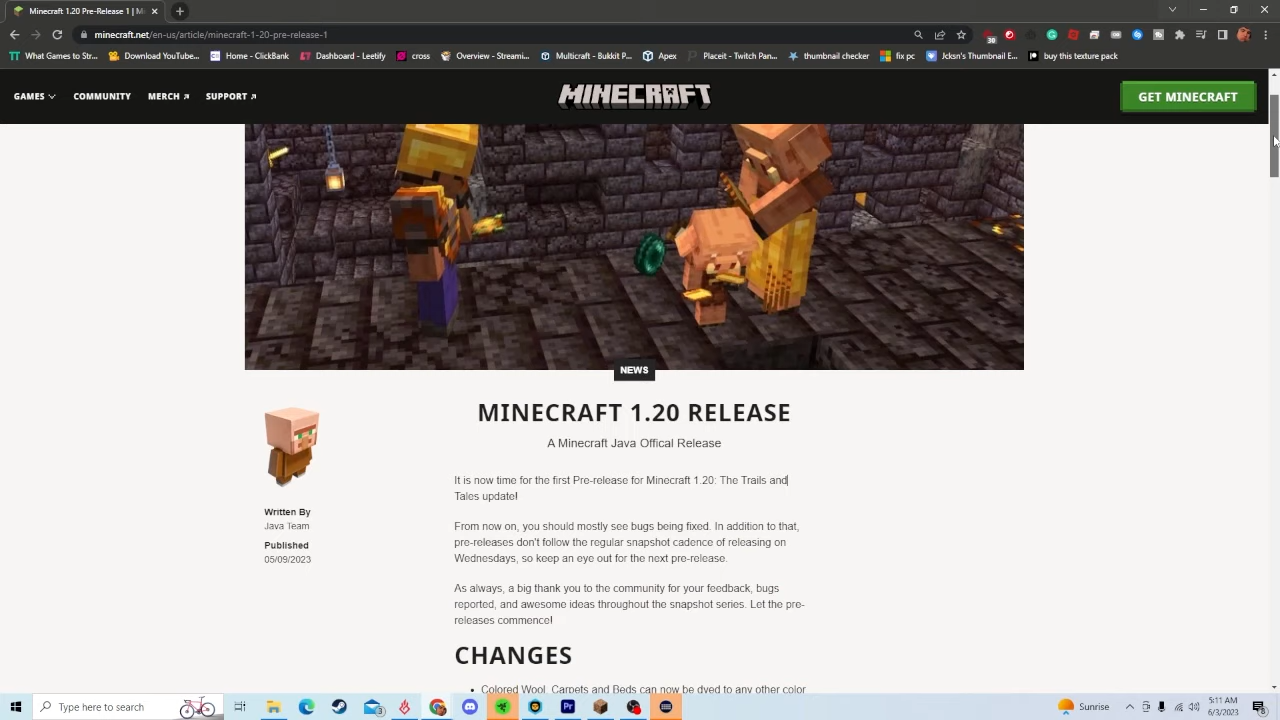 Minecraft 1.20 Pre-Release 1 | Mi
minecraft.net/en-us/article/minecraft-1-20-pre-release-1
What Games to Str...
Download YouTube...
Home - ClickBank
Dashboard - Leetify
cross
Overview - Streamm...
Multicraft - Bukkit P...
Apex
Placeit - Twitch Pan...
thumbnail checker
fix pc
Jcksn's Thumbnail E...
buy this texture pack
GAMES
COMMUNITY
MERCH
SUPPORT
MINECRAFT
GET MINECRAFT
NEWS
MINECRAFT 1.20 RELEASE
A Minecraft Java Offical Release
Written By
Java Team
Published
05/09/2023
It is now time for the first Pre-release for Minecraft 1.20: The Trails and
Tales update!
From now on, you should mostly see bugs being fixed. In addition to that,
pre-releases don't follow the regular snapshot cadence of releasing on
Wednesdays, so keep an eye out for the next pre-release.
As always, a big thank you to the community for your feedback, bugs
reported, and awesome ideas throughout the snapshot series. Let the pre-
releases commence!
CHANGES
Colored Wool, Carpets and Beds can now be dyed to any other color
Type here to search
Sunrise
5:11 AM
6/3/2023